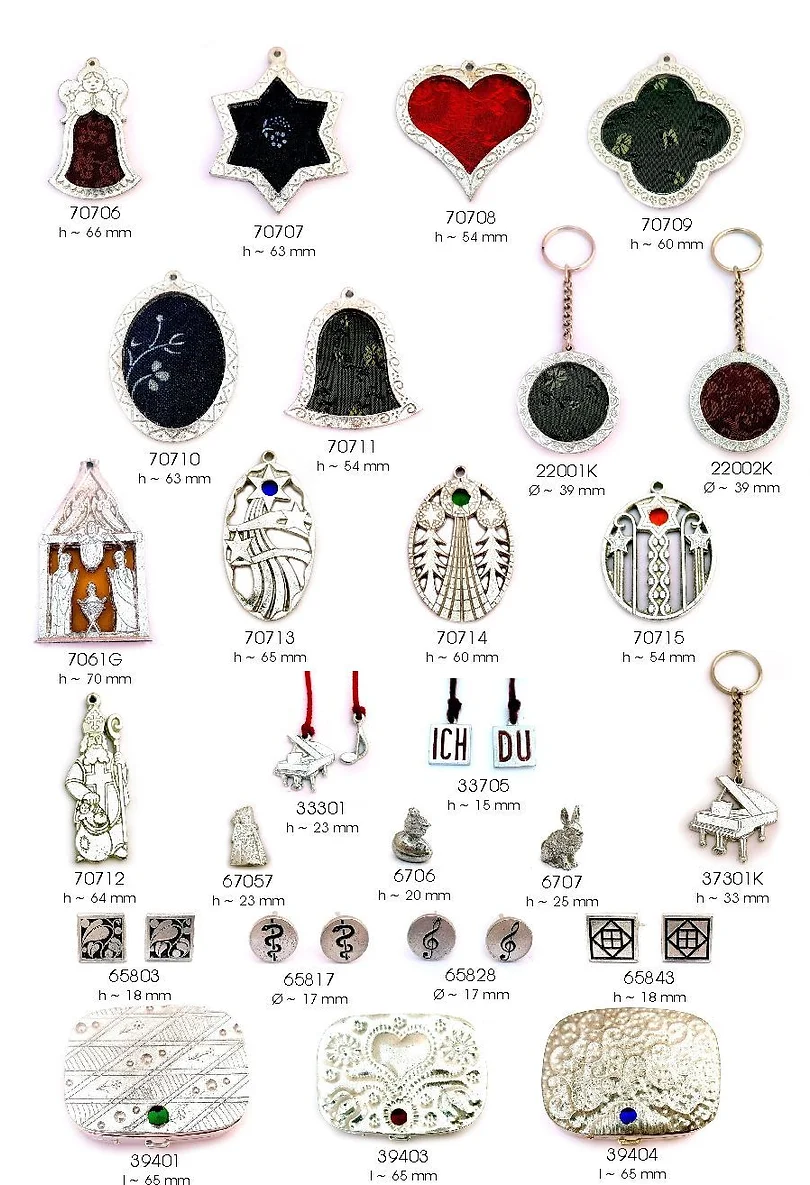 70706
h ~ 66 mm
70707
h ~ 63 mm
70708
h ~ 54 mm
70709
h ~ 60 mm
70710
h ~ 63 mm
70711
h ~ 54 mm
22001K
Ø ~ 39 mm
22002K
Ø ~ 39 mm
7061G
h ~ 70 mm
70713
h ~ 65 mm
70714
h ~ 60 mm
70715
h ~ 54 mm
70712
h ~ 64 mm
33301
h ~ 23 mm
ICH DU
33705
h ~ 15 mm
67057
h ~ 23 mm
6706
h ~ 20 mm
6707
h ~ 25 mm
37301K
h ~ 33 mm
65803
h ~ 18 mm
65817
Ø ~ 17 mm
65828
Ø ~ 17 mm
65843
h ~ 18 mm
39401
l ~ 65 mm
39403
l ~ 65 mm
39404
l ~ 65 mm